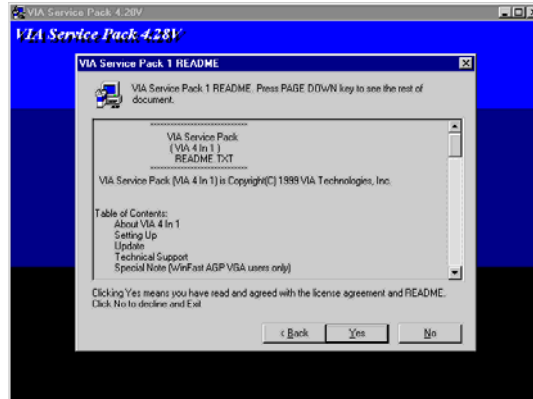 VIA Service Pack 4.20V
VIA Service Pack 4.28V
VIA Service Pack 1 README
VIA Service Pack 1 README. Press PAGE DOWN key to see the rest of
document.
VIA Service Pack
( VIA 4 In 1 )
README.TXT
VIA Service Pack (VIA 4 In 1) is Copyright(C) 1999 VIA Technologies, Inc.
Table of Contents:
About VIA 4 In 1
Setting Up
Update
Technical Support
Special Note (WinFast AGP VGA users only)
Clicking Yes means you have read and agreed with the license agreement and README.
Click No to decline and Exit
< Back
Yes
No